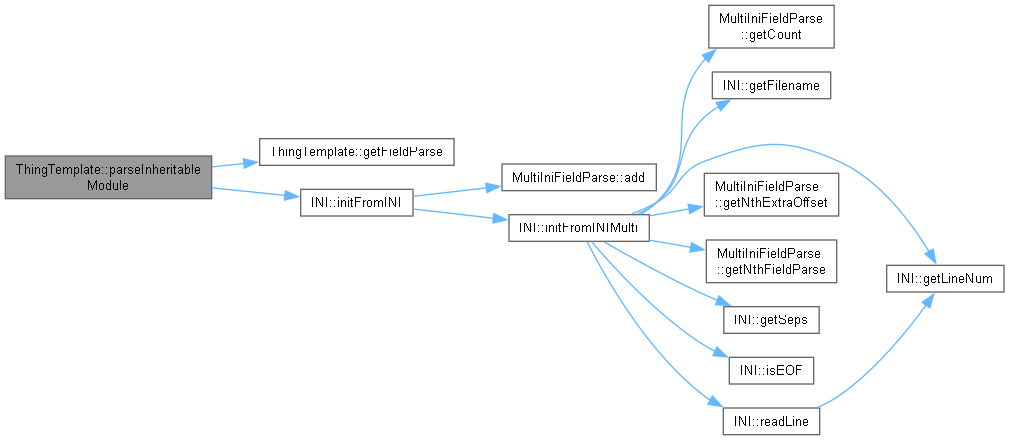 ThingTemplate::parseInheritable
Module
ThingTemplate::getFieldParse
INI::initFromINI
MultiIniFieldParse::add
INI::initFromINIMulti
MultiIniFieldParse
::getCount
INI::getFilename
MultiIniFieldParse
::getNthExtraOffset
MultiIniFieldParse
::getNthFieldParse
INI::getSeps
INI::isEOF
INI::readLine
INI::getLineNum